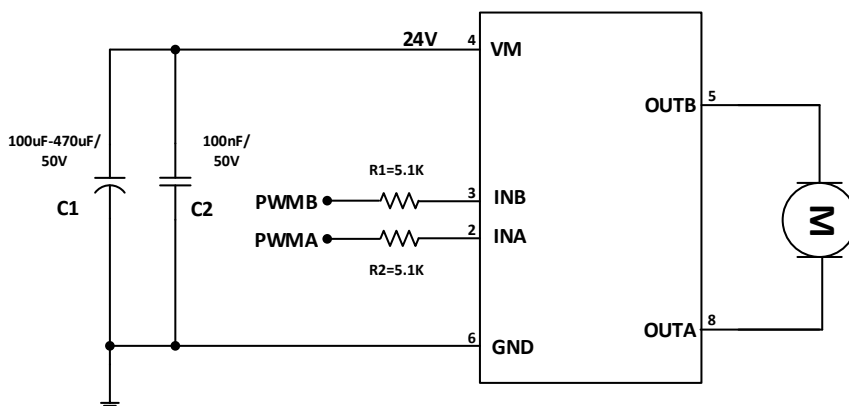 24V
4
VM
5
OUTB
100uF-470uF/
50V
100nF/
50V
C1
C2
R1=5.1K
PWMB
3
INB
PWMA
2
INA
R2=5.1K
M
6
GND
8
OUTA